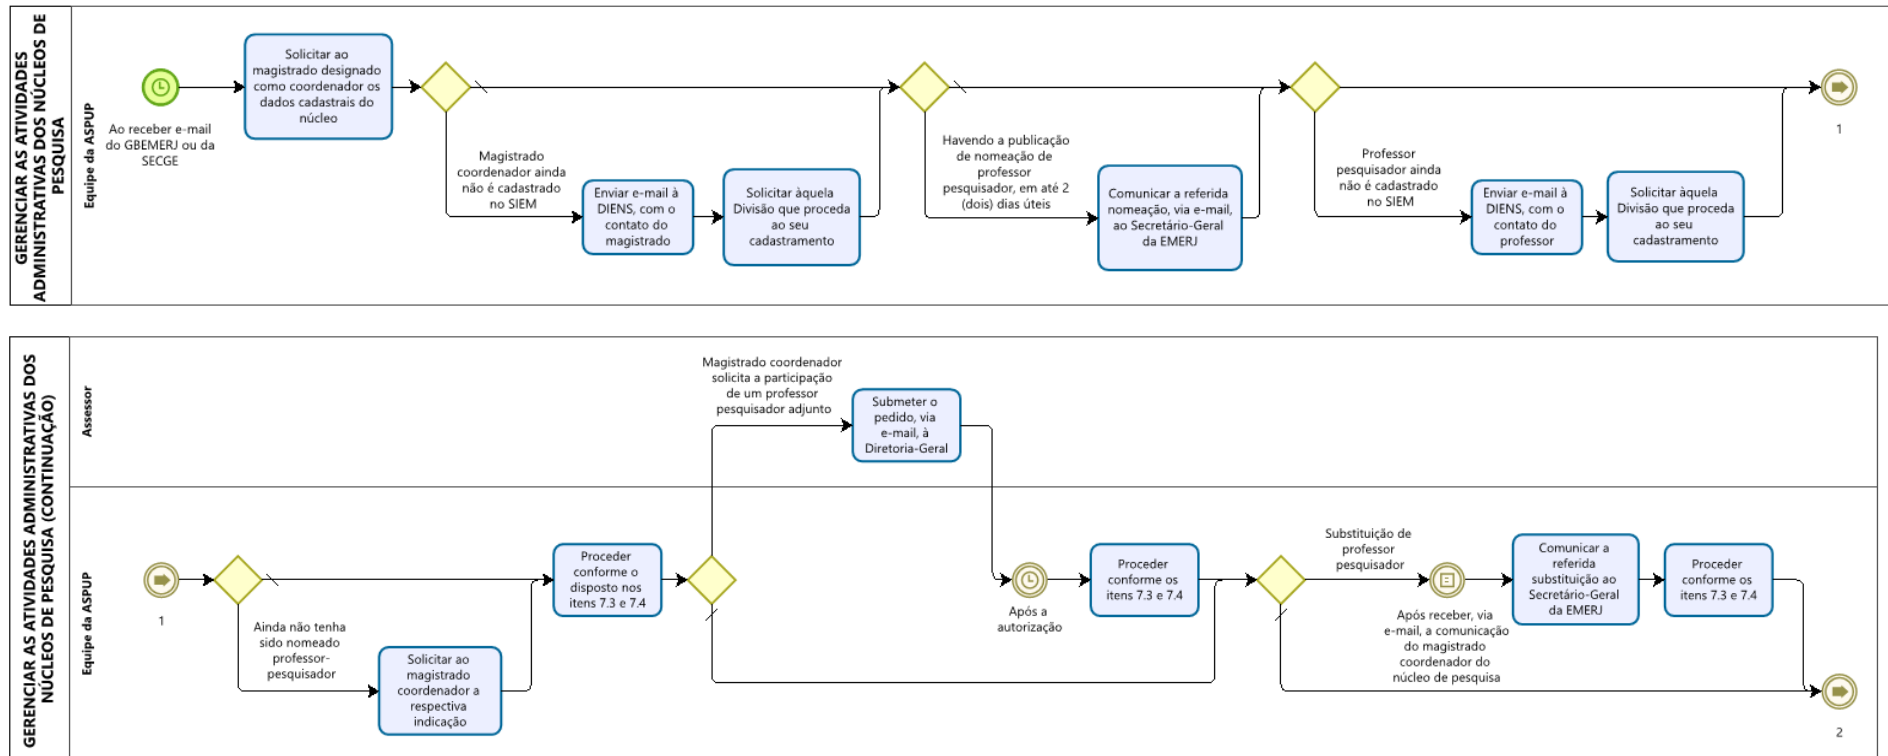 GERENCIAR AS ATIVIDADES
ADMINISTRATIVAS DOS NÚCLEOS DE
PESQUISA
Equipe da ASPUP
Ao receber e-mail
do GBEMERJ ou da
SECGE
Solicitar ao
magistrado designado
como coordenador os
dados cadastrais do
núcleo
Magistrado
coordenador ainda
não é cadastrado
no SIEM
Enviar e-mail à
DIENS, com o
contato do
magistrado
Solicitar àquela
Divisão que proceda
ao seu
cadastramento
Havendo a publicação
de nomeação de
professor
pesquisador, em até 2
(dois) dias úteis
Comunicar a referida
nomeação, via e-mail,
ao Secretário-Geral
da EMERJ
Professor
pesquisador ainda
não é cadastrado
no SIEM
Enviar e-mail à
DIENS, com o
contato do
professor
Solicitar àquela
Divisão que proceda
ao seu
cadastramento
1
GERENCIAR AS ATIVIDADES ADMINISTRATIVAS DOS
NÚCLEOS DE PESQUISA (CONTINUAÇÃO)
Assessor
Magistrado coordenador
solicita a participação
de um professor
pesquisador adjunto
Submeter o
pedido, via
e-mail, à
Diretoria-Geral
Equipe da ASPUP
1
Ainda não tenha
sido nomeado
professor-
pesquisador
Solicitar ao
magistrado
coordenador a
respectiva
indicação
Proceder
conforme o
disposto nos
itens 7.3 e 7.4
Após a
autorização
Proceder
conforme os
itens 7.3 e 7.4
Substituição de
professor
pesquisador
Após receber, via
e-mail, a comunicação
do magistrado
coordenador do
núcleo de pesquisa
Comunicar a
referida
substituição ao
Secretário-Geral
da EMERJ
Proceder
conforme os
itens 7.3 e 7.4
2